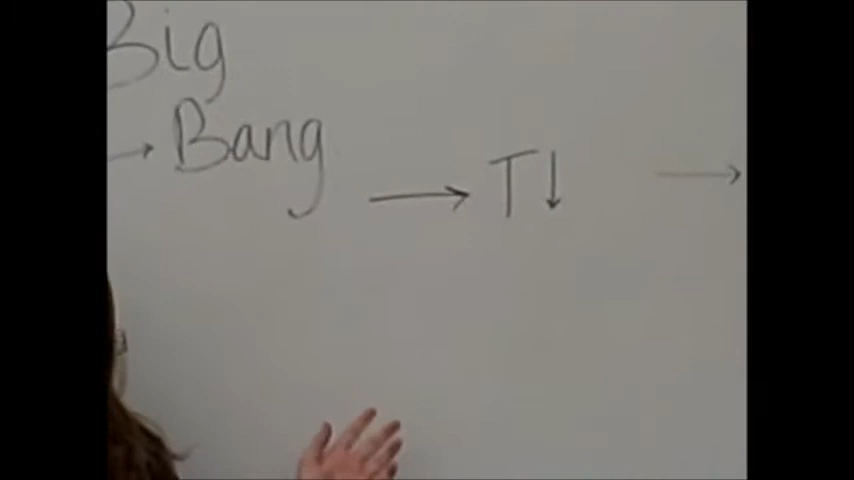 Big
→ Bang → T↓ →